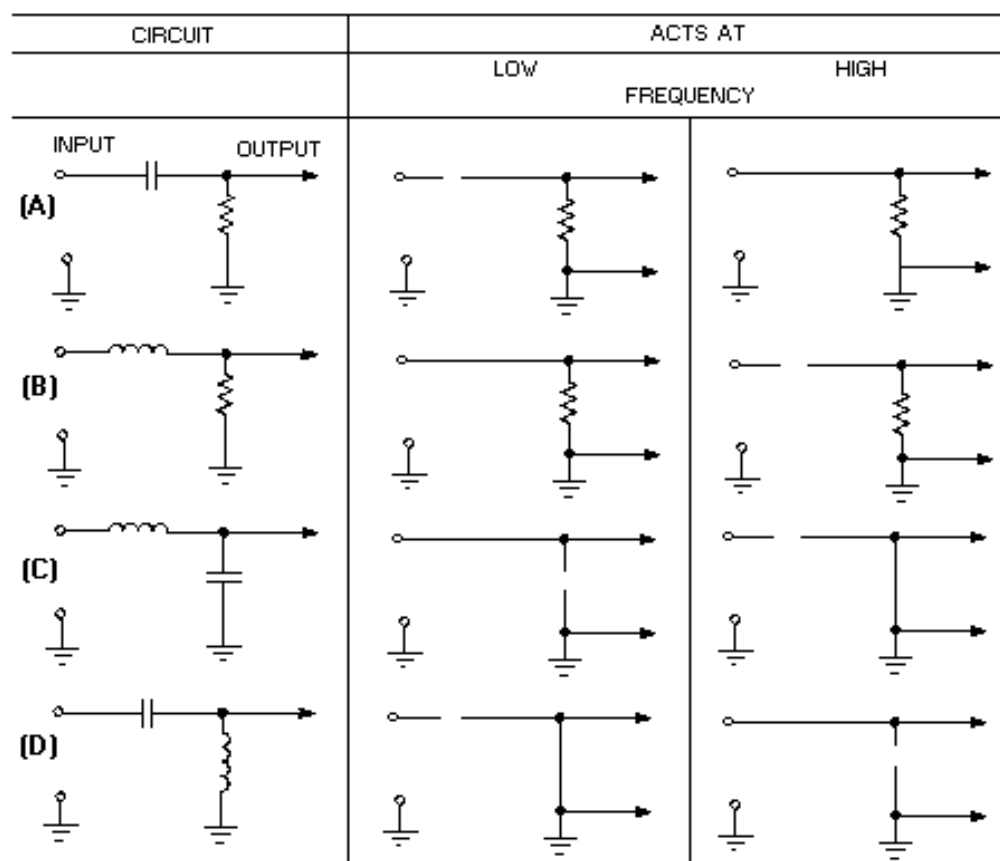 CIRCUIT ACTS AT
LOW HIGH
FREQUENCY
INPUT OUTPUT
(A)
(B)
(C)
(D)